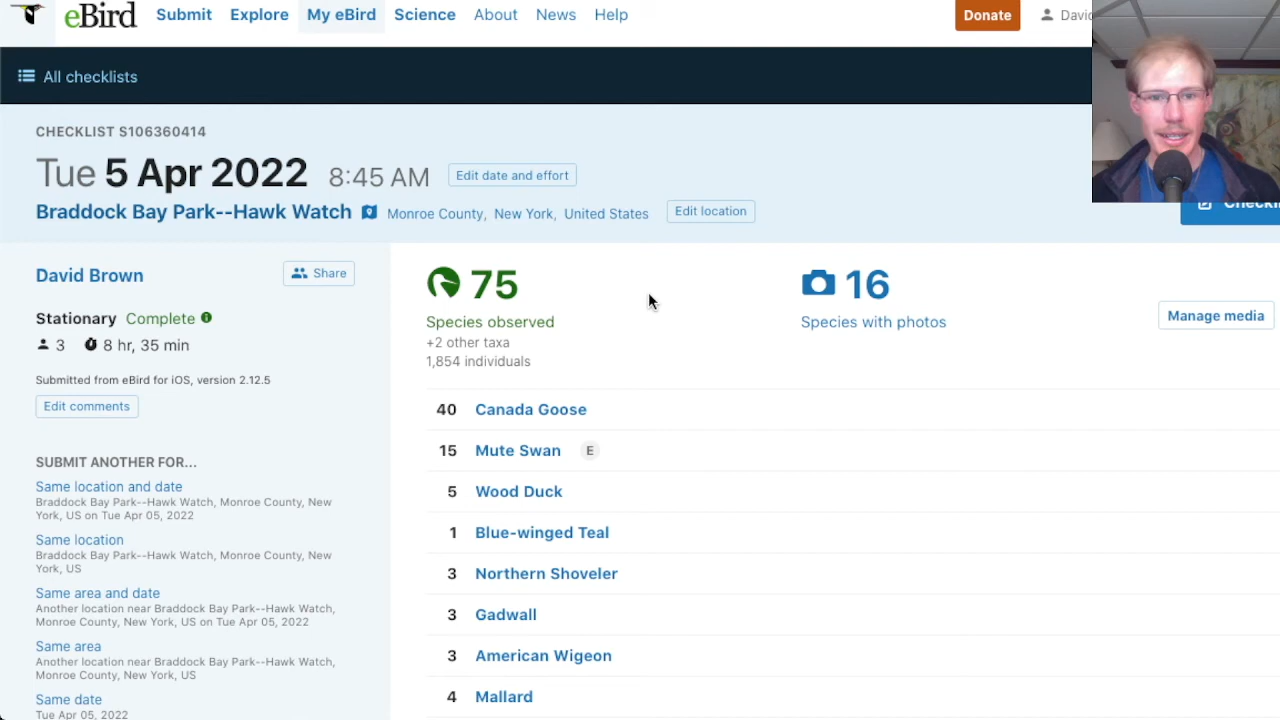 eBird Submit Explore My eBird Science About News Help Donate David
All checklists
CHECKLIST S106360414
Tue 5 Apr 2022 8:45 AM Edit date and effort
Braddock Bay Park--Hawk Watch Monroe County, New York, United States Edit location
David Brown Share
Stationary Complete
3 8 hr, 35 min
Submitted from eBird for iOS, version 2.12.5
Edit comments
SUBMIT ANOTHER FOR...
Same location and date
Braddock Bay Park--Hawk Watch, Monroe County, New
York, US on Tue Apr 05, 2022
Same location
Braddock Bay Park--Hawk Watch, Monroe County, New
York, US
Same area and date
Another location near Braddock Bay Park--Hawk Watch,
Monroe County, New York, US on Tue Apr 05, 2022
Same area
Another location near Braddock Bay Park--Hawk Watch,
Monroe County, New York, US
Same date
Tue Apr 05, 2022
75
Species observed
+2 other taxa
1,854 individuals
16
Species with photos
Manage media
40 Canada Goose
15 Mute Swan E
5 Wood Duck
1 Blue-winged Teal
3 Northern Shoveler
3 Gadwall
3 American Wigeon
4 Mallard